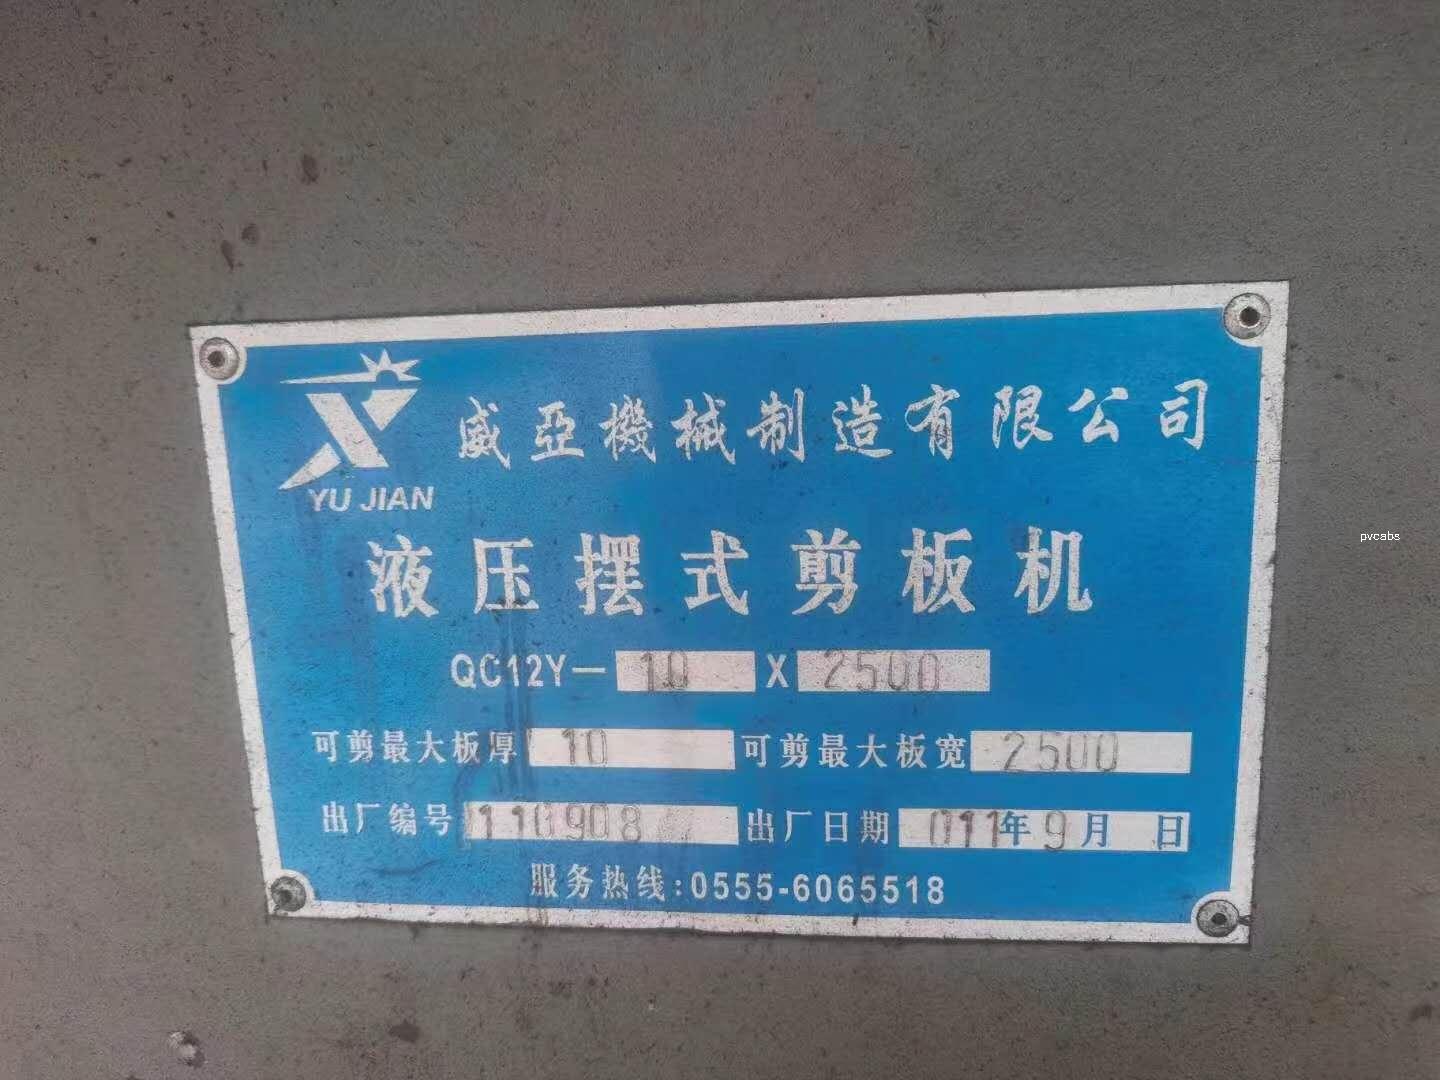 威亞機械制造有限公司
YU JIAN
液压摆式剪板机
QC12Y-10 X 2500
可剪最大板厚 10 可剪最大板宽 2500
出厂编号 110908 出厂日期 011年9月 日
服务热线:0555-6065518
pvcabs